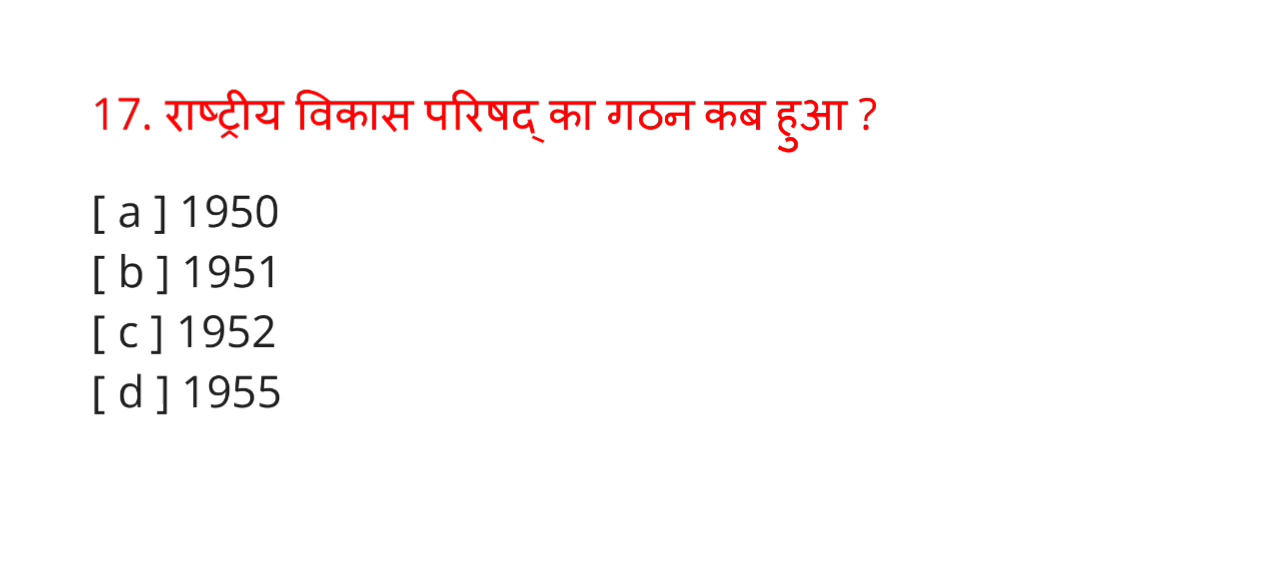 17. राष्ट्रीय विकास परिषद् का गठन कब हुआ ?
[ a ] 1950
[ b ] 1951
[ c ] 1952
[ d ] 1955